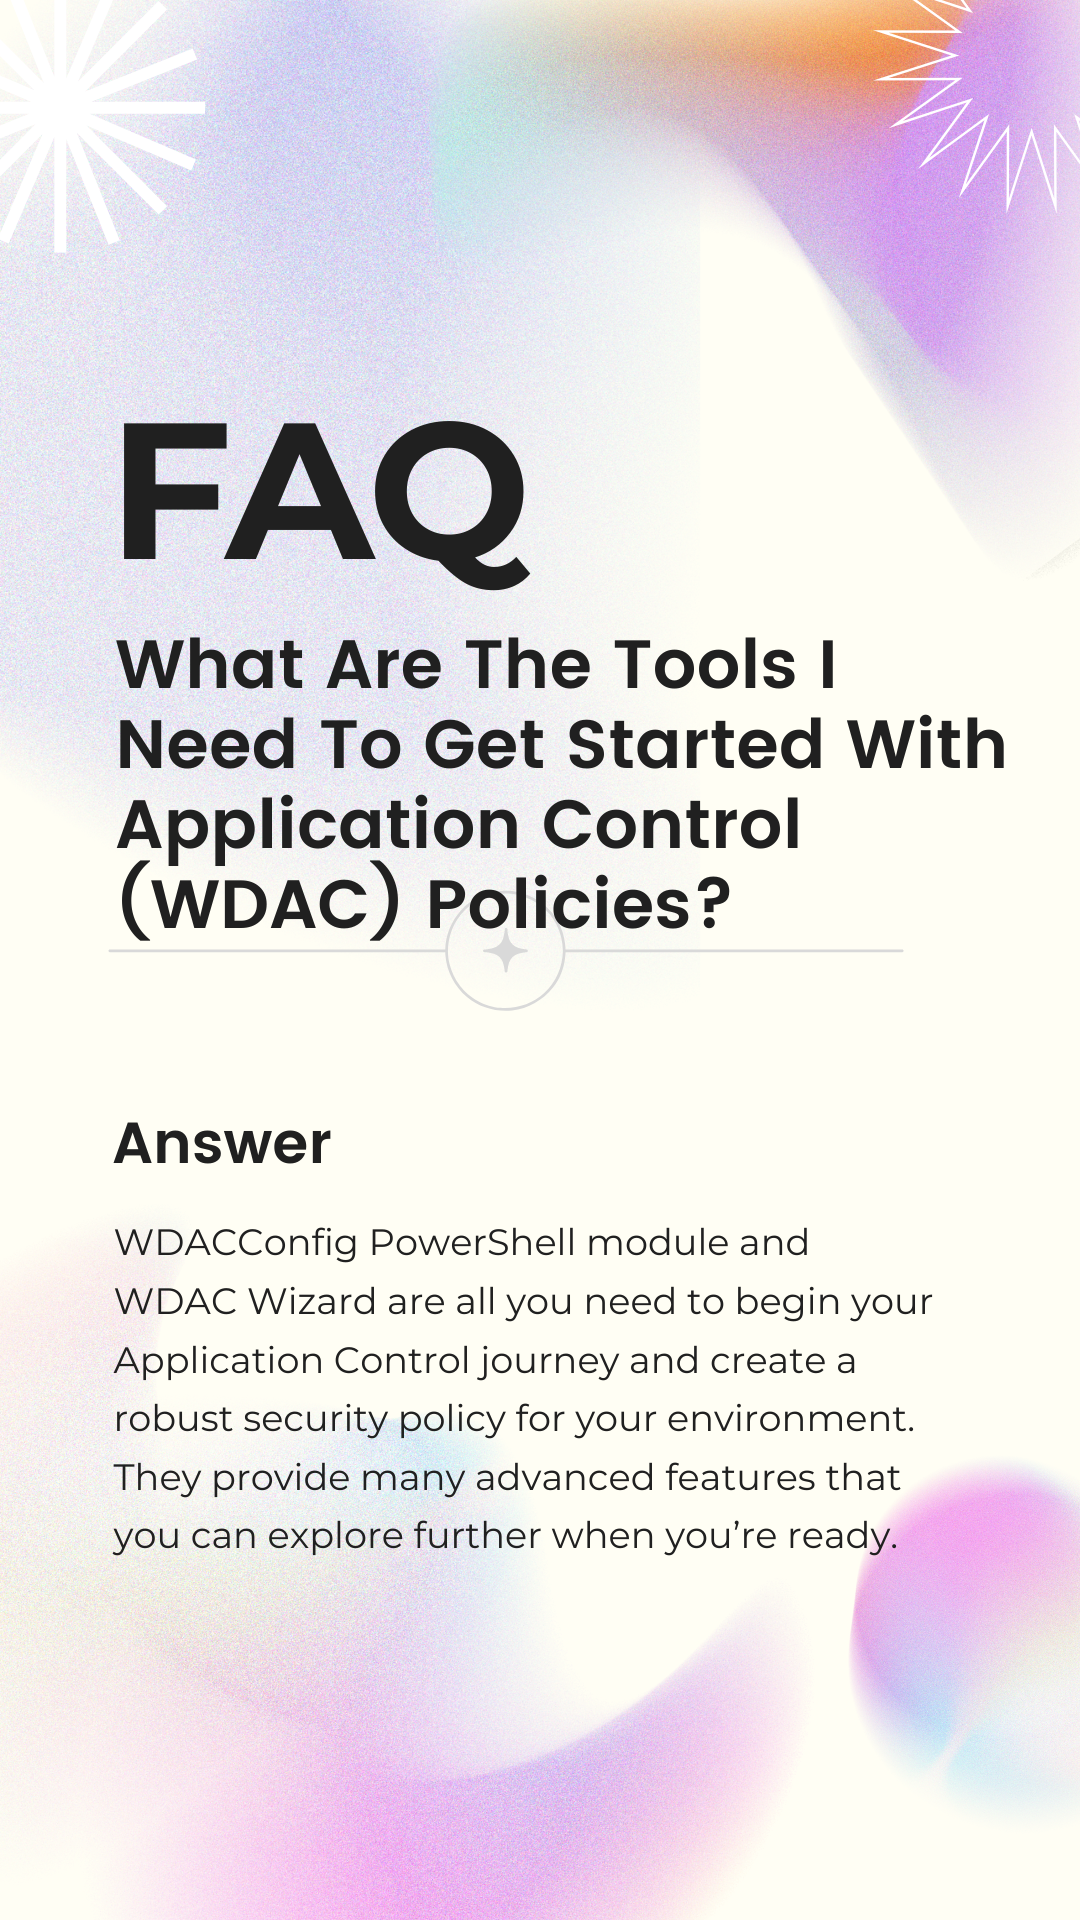 FAQ
What Are The Tools I
Need To Get Started With
Application Control
(WDAC) Policies?
Answer
WDACConfig PowerShell module and
WDAC Wizard are all you need to begin your
Application Control journey and create a
robust security policy for your environment.
They provide many advanced features that
you can explore further when you’re ready.